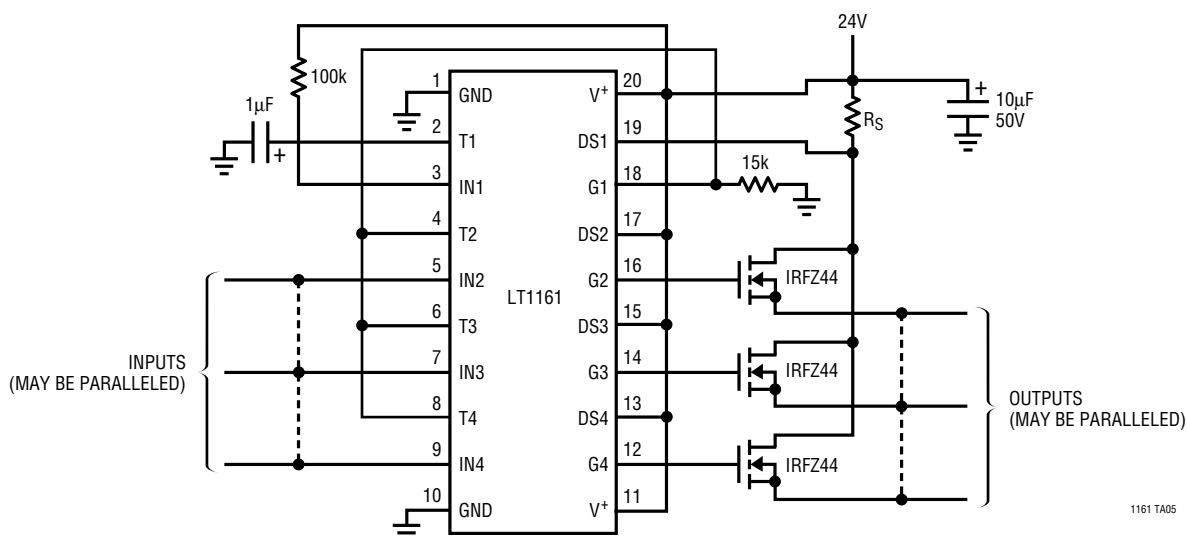 24V
100k
1µF
+
1
GND
2
T1
3
IN1
4
T2
5
IN2
6
T3
7
IN3
8
T4
9
IN4
10
GND
LT1161
20
V+
19
DS1
18
G1
17
DS2
16
G2
15
DS3
14
G3
13
DS4
12
G4
11
V+
RS
+
10µF
50V
15k
IRFZ44
IRFZ44
IRFZ44
INPUTS
(MAY BE PARALLELED)
OUTPUTS
(MAY BE PARALLELED)
1161 TA05